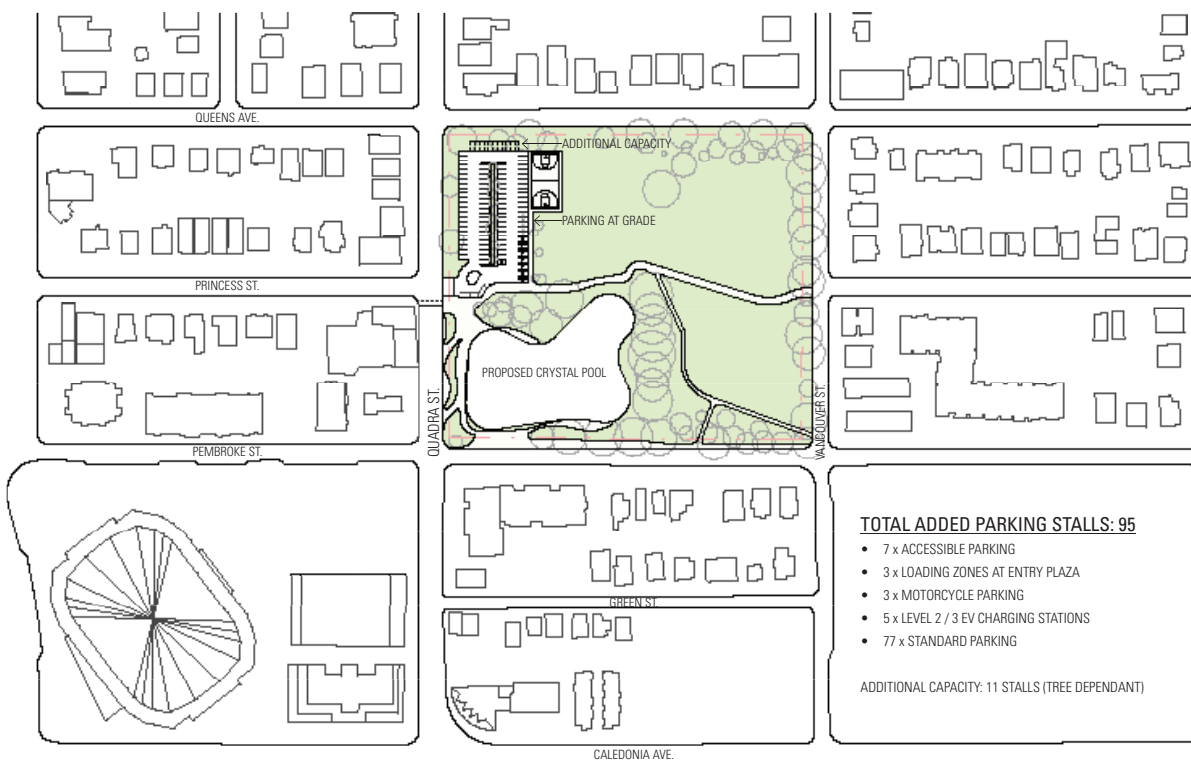 QUEENS AVE.
ADDITIONAL CAPACITY
PARKING AT GRADE
PRINCESS ST.
PROPOSED CRYSTAL POOL
QUADRA ST.
VANCOUVER ST.
PEMBROKE ST.
TOTAL ADDED PARKING STALLS: 95
• 7 x ACCESSIBLE PARKING
• 3 x LOADING ZONES AT ENTRY PLAZA
• 3 x MOTORCYCLE PARKING
• 5 x LEVEL 2 / 3 EV CHARGING STATIONS
• 77 x STANDARD PARKING
ADDITIONAL CAPACITY: 11 STALLS (TREE DEPENDANT)
GREEN ST.
CALEDONIA AVE.